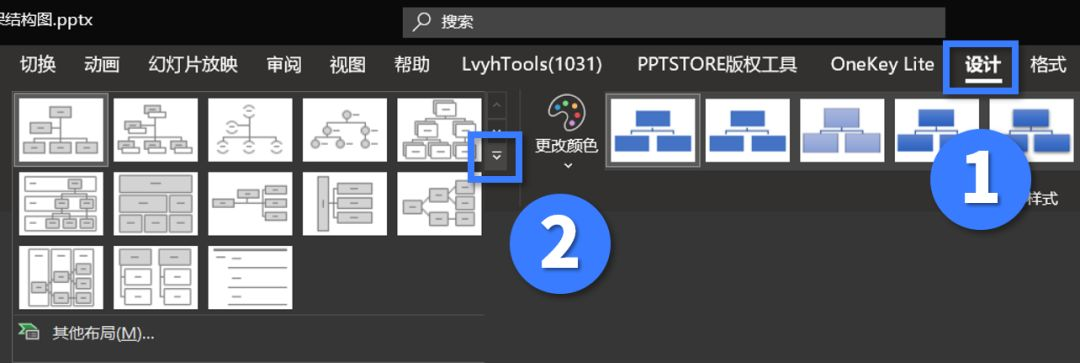 架结构图.pptx
搜索
切换 动画 幻灯片放映 审阅 视图 帮助 LvyhTools(1031) PPTSTORE版权工具 OneKey Lite 设计 格式
更改颜色
1
2
样式
其他布局(M)...